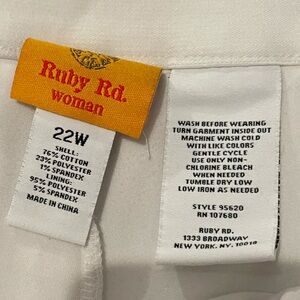 Ruby Rd.
woman
22W
SHELL:
76% COTTON
23% POLYESTER
1% SPANDEX
LINING:
95% POLYESTER
5% SPANDEX
MADE IN CHINA
WASH BEFORE WEARING
TURN GARMENT INSIDE OUT
MACHINE WASH COLD
WITH LIKE COLORS
GENTLE CYCLE
USE ONLY NON-
CHLORINE BLEACH
WHEN NEEDED
TUMBLE DRY LOW
LOW IRON AS NEEDED
STYLE 95620
RN 107680
RUBY RD.
1333 BROADWAY
NEW YORK, NY. 10018